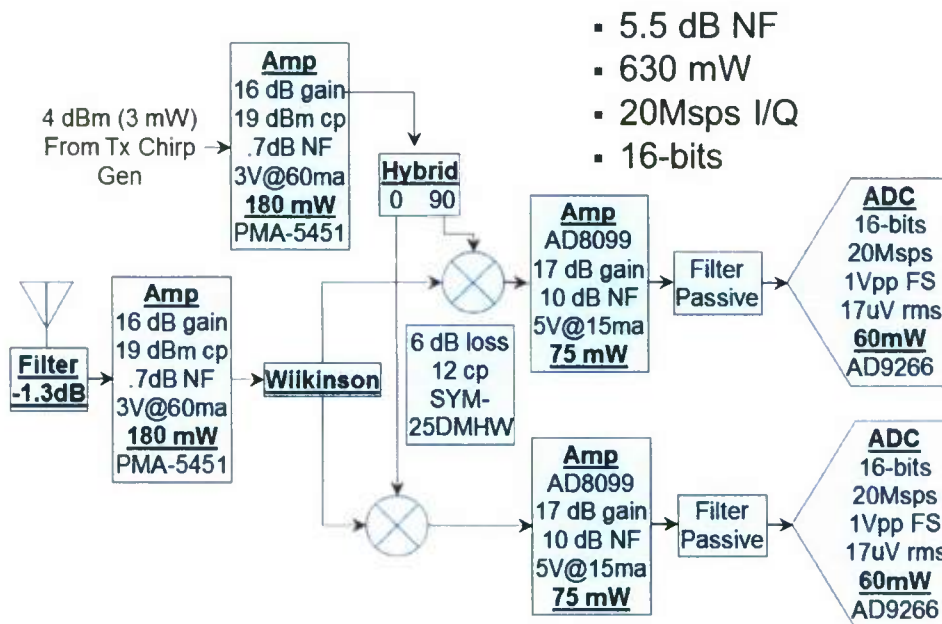 ▪ 5.5 dB NF
▪ 630 mW
▪ 20Msps I/Q
▪ 16-bits
4 dBm (3 mW)
From Tx Chirp
Gen
Amp
16 dB gain
19 dBm cp
.7dB NF
3V@60ma
180 mW
PMA-5451
Hybrid
0 90
Filter
-1.3dB
Amp
16 dB gain
19 dBm cp
.7dB NF
3V@60ma
180 mW
PMA-5451
Wilkinson
6 dB loss
12 cp
SYM-
25DMHW
Amp
AD8099
17 dB gain
10 dB NF
5V@15ma
75 mW
Filter
Passive
ADC
16-bits
20Msps
1Vpp FS
17uV rms
60mW
AD9266
Amp
AD8099
17 dB gain
10 dB NF
5V@15ma
75 mW
Filter
Passive
ADC
16-bits
20Msps
1Vpp FS
17uV rms
60mW
AD9266